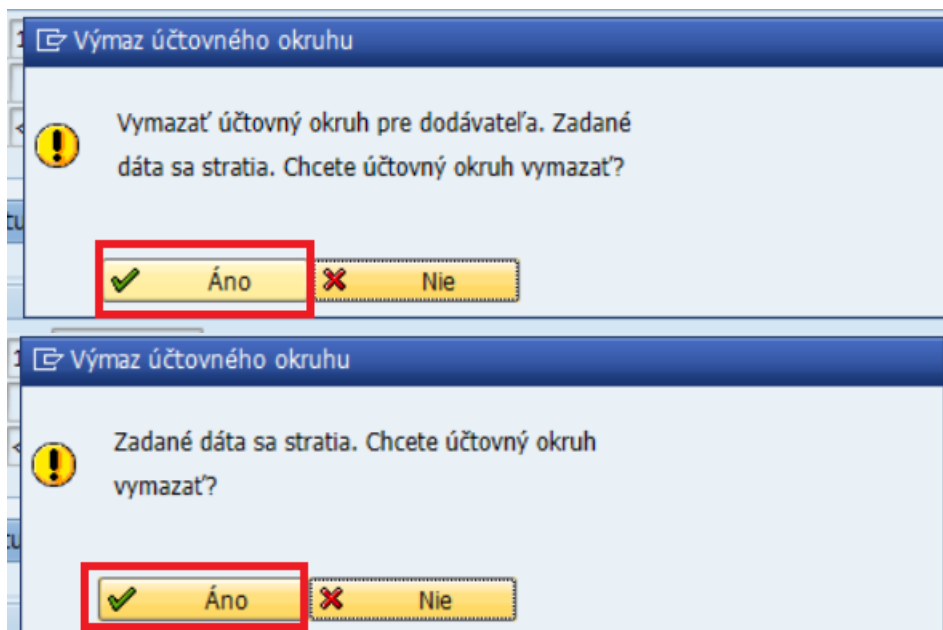 Výmaz účtovného okruhu
Vymazať účtovný okruh pre dodávateľa. Zadané
dáta sa stratia. Chcete účtovný okruh vymazať?
Áno Nie
Výmaz účtovného okruhu
Zadané dáta sa stratia. Chcete účtovný okruh
vymazať?
Áno Nie